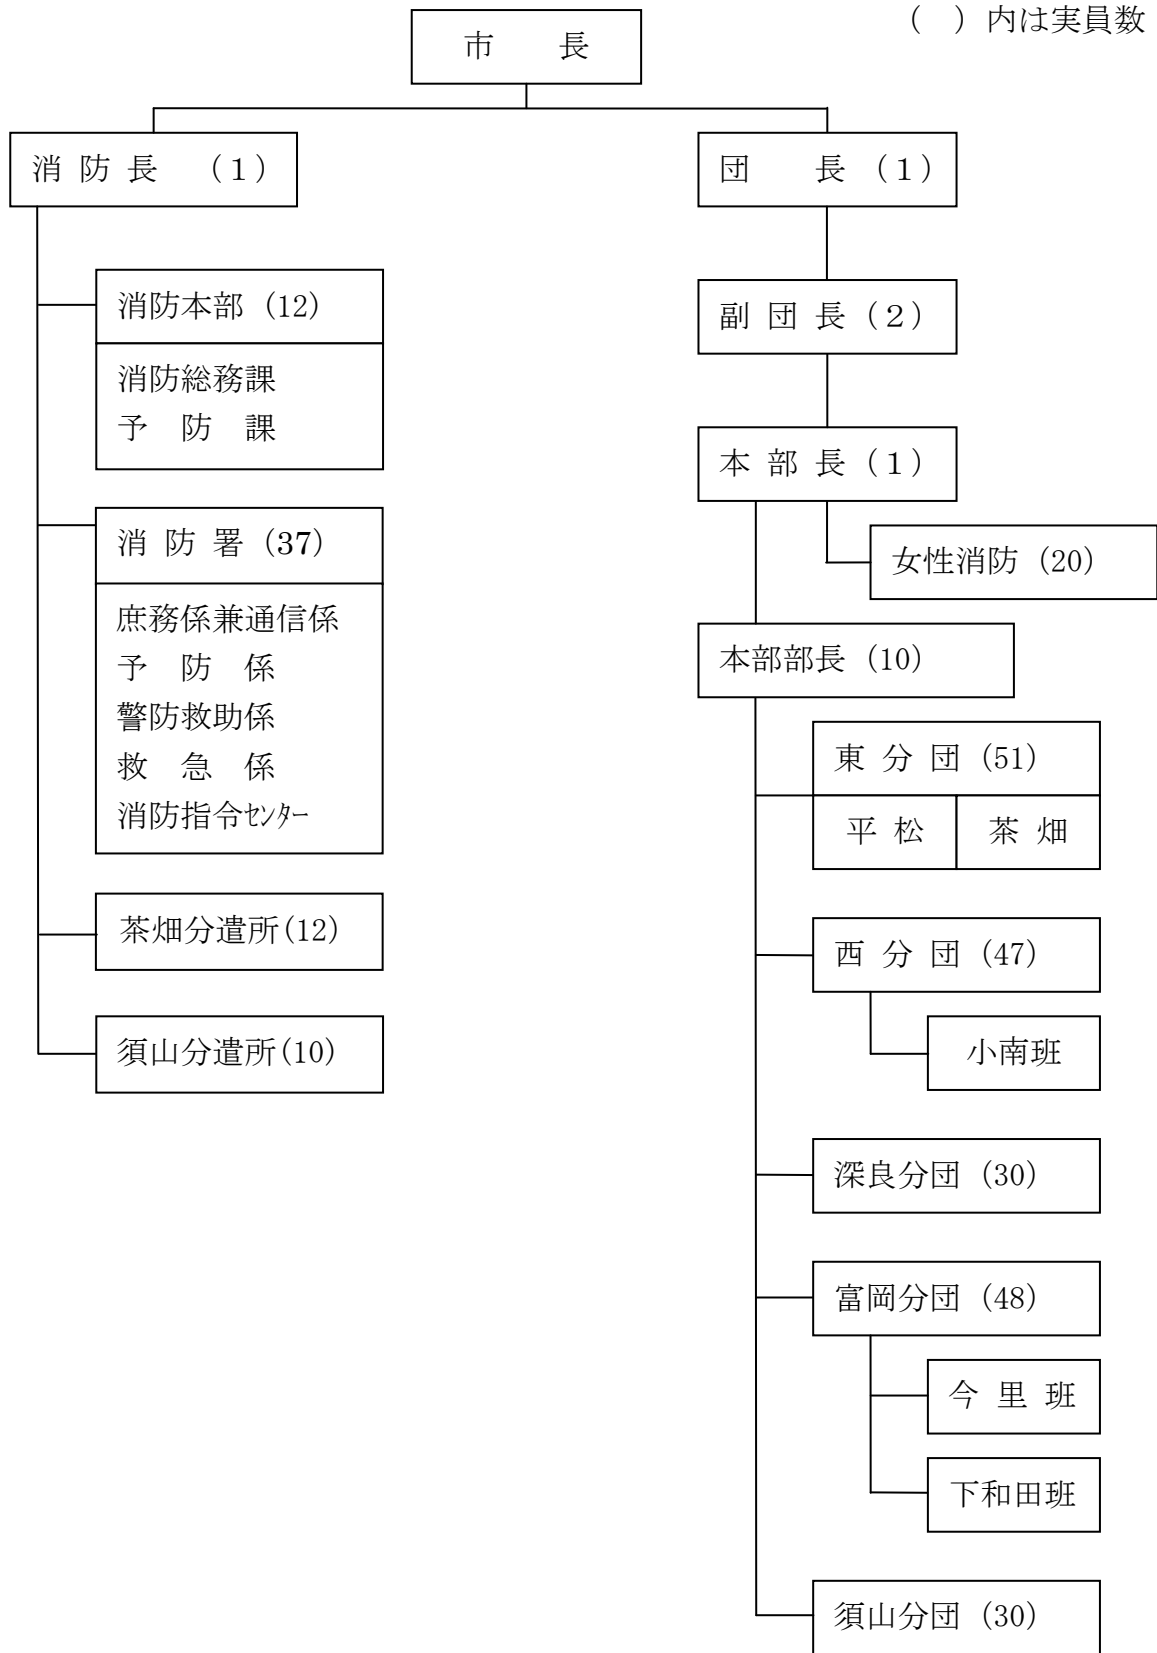 （　）内は実員数
市　　長
消 防 長　（１）
消防本部 (12)
消防総務課
予　防　課
消 防 署 (37)
庶務係兼通信係
予　防　係
警防救助係
救　急　係
消防指令ｾﾝﾀｰ
茶畑分遣所(12)
須山分遣所(10)
団　　長 （１）
副 団 長（２）
本 部 長（１）
女性消防 (20)
本部部長 (10)
東 分 団 (51)
平 松　茶 畑
西 分 団 (47)
小南班
深良分団 (30)
富岡分団 (48)
今 里 班
下和田班
須山分団 (30)